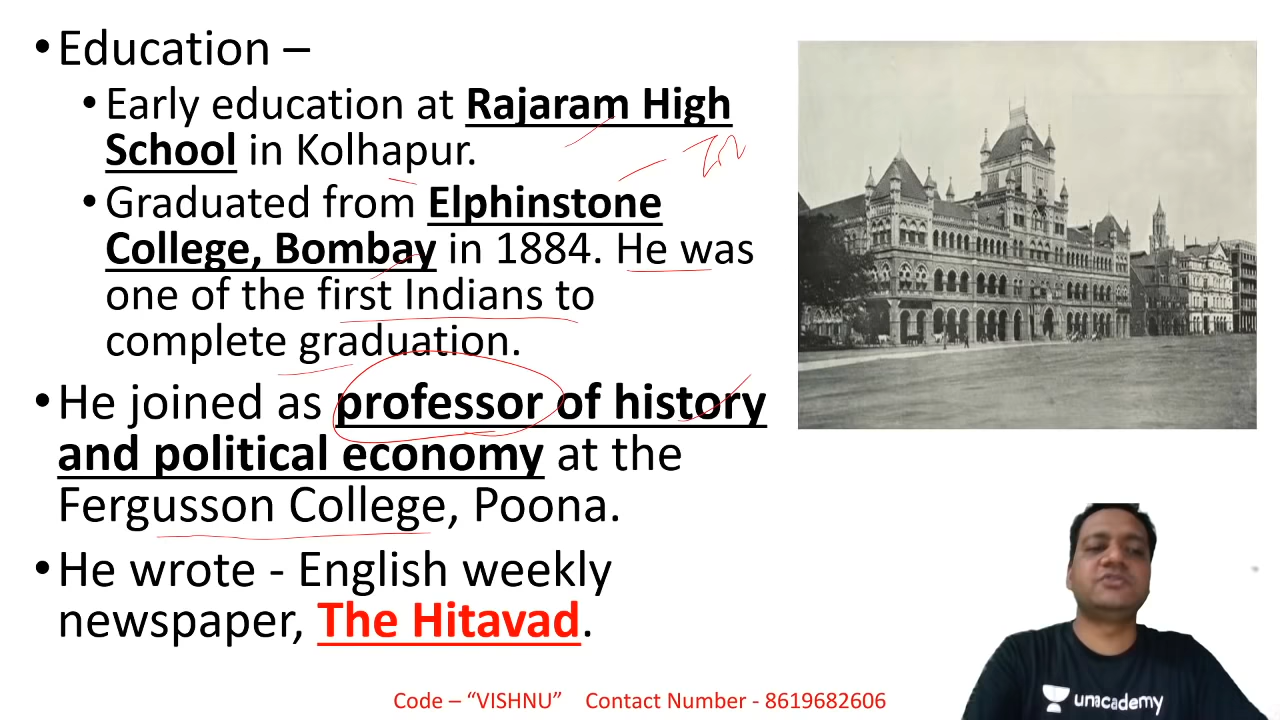 •Education –
•Early education at Rajaram High
School in Kolhapur.
•Graduated from Elphinstone
College, Bombay in 1884. He was
one of the first Indians to
complete graduation.
•He joined as professor of history
and political economy at the
Fergusson College, Poona.
•He wrote - English weekly
newspaper, The Hitavad.
unacademy
Code – “VISHNU” Contact Number - 8619682606